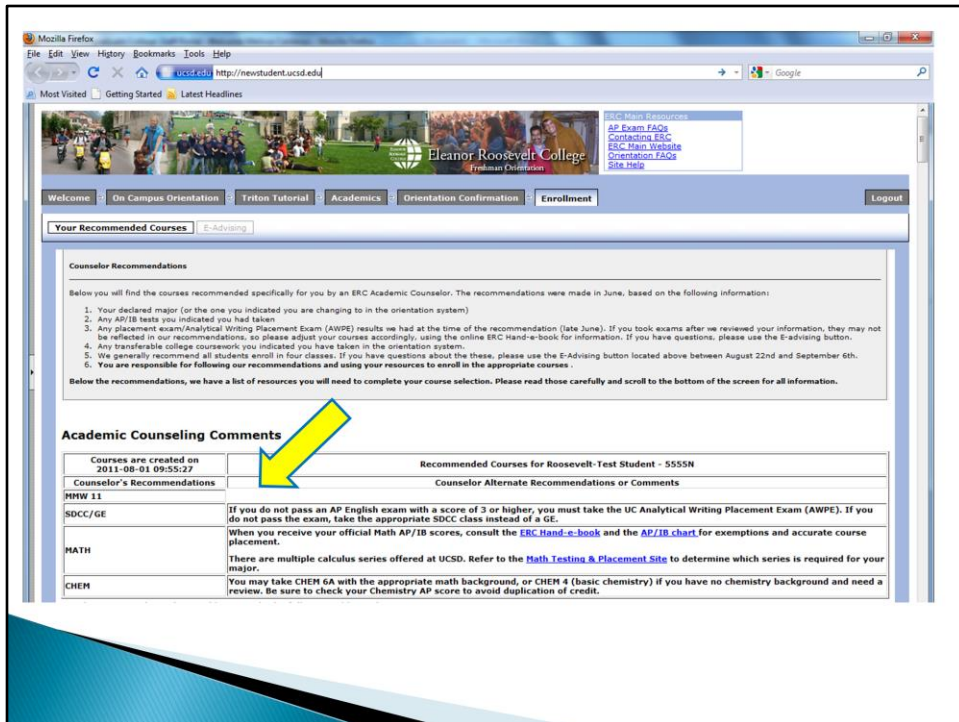 Mozilla Firefox
File Edit View History Bookmarks Tools Help
ucsd.edu http://newstudent.ucsd.edu
Google
Most Visited Getting Started Latest Headlines
Eleanor Roosevelt College
Freshman Orientation
ERC Main Resources
AP Exam FAQs
Contacting ERC
ERC Main Website
Orientation FAQs
Site Help
Welcome On Campus Orientation Triton Tutorial Academics Orientation Confirmation Enrollment Logout
Your Recommended Courses E-Advising
Counselor Recommendations
Below you will find the courses recommended specifically for you by an ERC Academic Counselor. The recommendations were made in June, based on the following information:
1. Your declared major (or the one you indicated you are changing to in the orientation system)
2. Any AP/IB tests you indicated you had taken
3. Any placement exam/Analytical Writing Placement Exam (AWPE) results we had at the time of the recommendation (late June). If you took exams after we reviewed your information, they may not
be reflected in our recommendations, so please adjust your courses accordingly, using the online ERC Hand-e-book for information. If you have questions, please use the E-advising button.
4. Any transferable college coursework you indicated you have taken in the orientation system.
5. We generally recommend all students enroll in four classes. If you have questions about the these, please use the E-Advising button located above between August 22nd and September 6th.
6. You are responsible for following our recommendations and using your resources to enroll in the appropriate courses .
Below the recommendations, we have a list of resources you will need to complete your course selection. Please read those carefully and scroll to the bottom of the screen for all information.
Academic Counseling Comments
Courses are created on
2011-08-01 09:55:27
Recommended Courses for Roosevelt-Test Student - 5555N
Counselor's Recommendations
Counselor Alternate Recommendations or Comments
MMW 11
SDCC/GE
If you do not pass an AP English exam with a score of 3 or higher, you must take the UC Analytical Writing Placement Exam (AWPE). If you
do not pass the exam, take the appropriate SDCC class instead of a GE.
MATH
When you receive your official Math AP/IB scores, consult the ERC Hand-e-book and the AP/IB chart for exemptions and accurate course
placement.
There are multiple calculus series offered at UCSD. Refer to the Math Testing & Placement Site to determine which series is required for your
major.
CHEM
You may take CHEM 6A with the appropriate math background, or CHEM 4 (basic chemistry) if you have no chemistry background and need a
review. Be sure to check your Chemistry AP score to avoid duplication of credit.